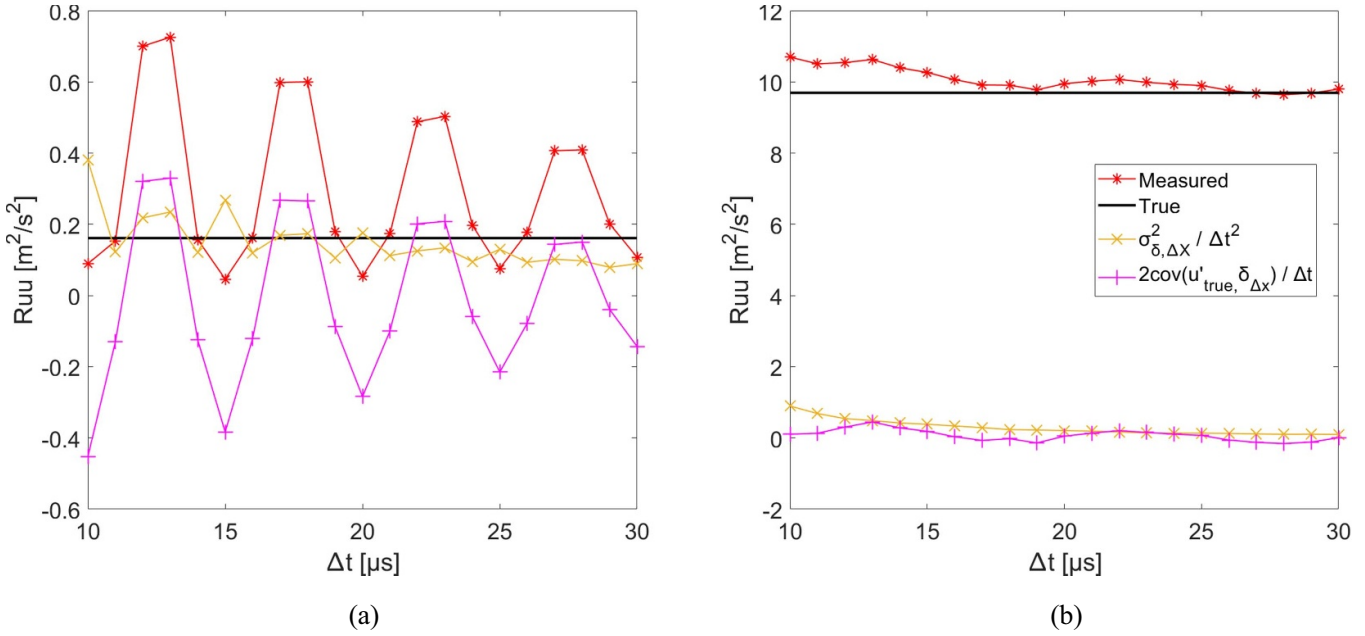 Ruu [m²/s²]
0.8
0.6
0.4
0.2
0
-0.2
-0.4
-0.6
10 15 20 25 30
Δt [µs]
(a)
Ruu [m²/s²]
12
10
8
6
4
2
0
-2
10 15 20 25 30
Δt [µs]
Measured
True
σ²δ,ΔX / Δt²
2cov(u'true, δΔx) / Δt
(b)